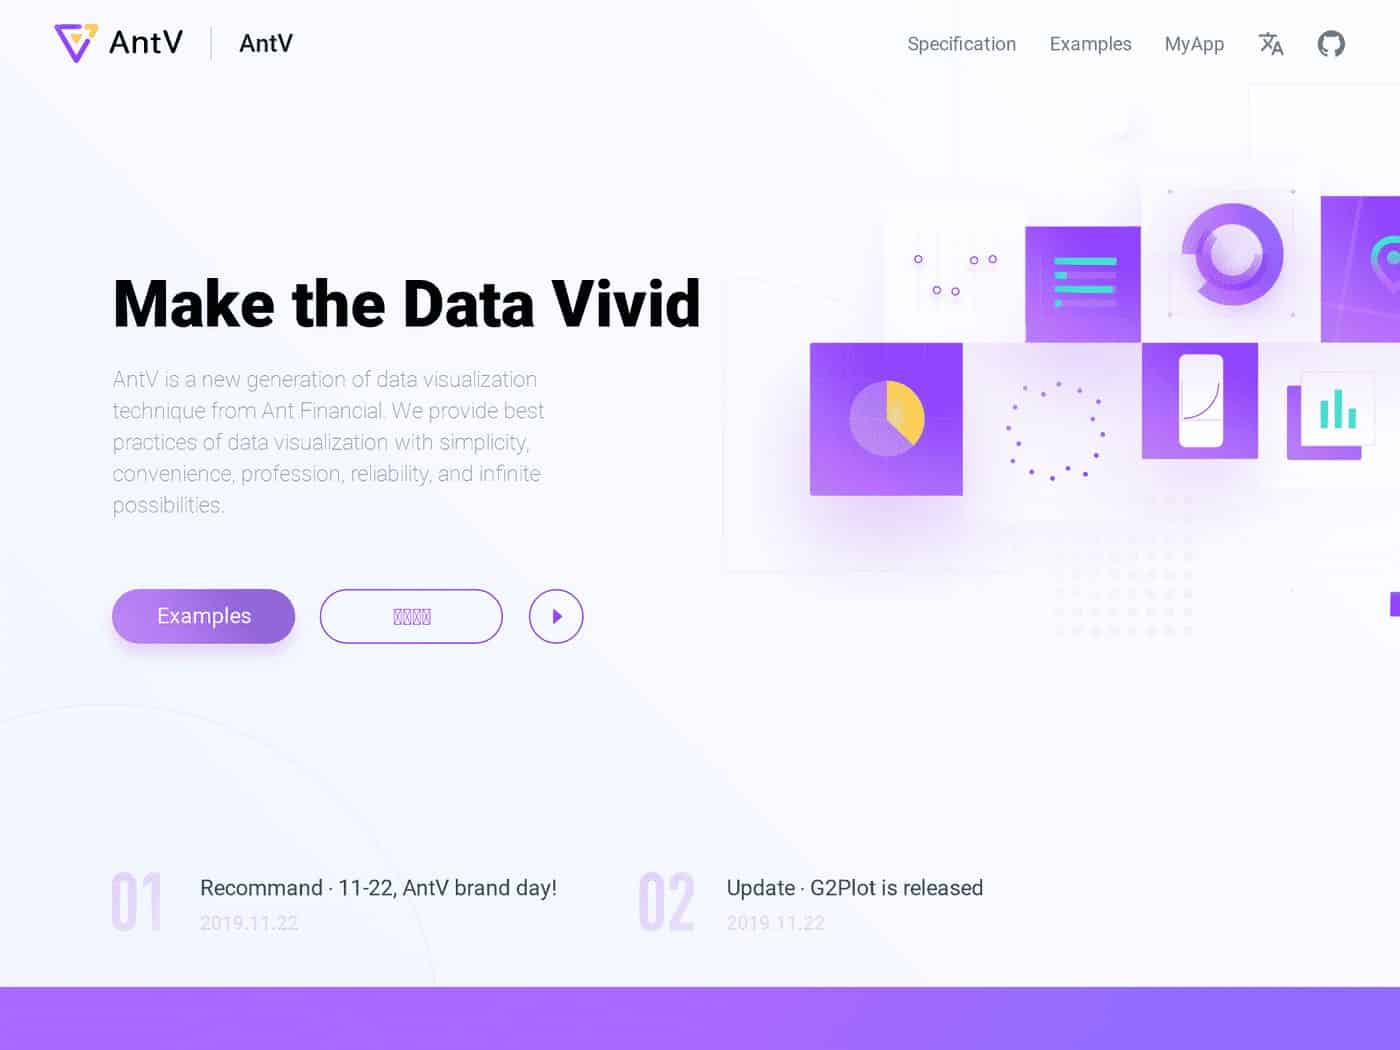 AntV
AntV
Specification
Examples
MyApp
Make the Data Vivid
AntV is a new generation of data visualization
technique from Ant Financial. We provide best
practices of data visualization with simplicity,
convenience, profession, reliability, and infinite
possibilities.
Examples
01
Recommand · 11-22, AntV brand day!
2019.11.22
02
Update · G2Plot is released
2019.11.22